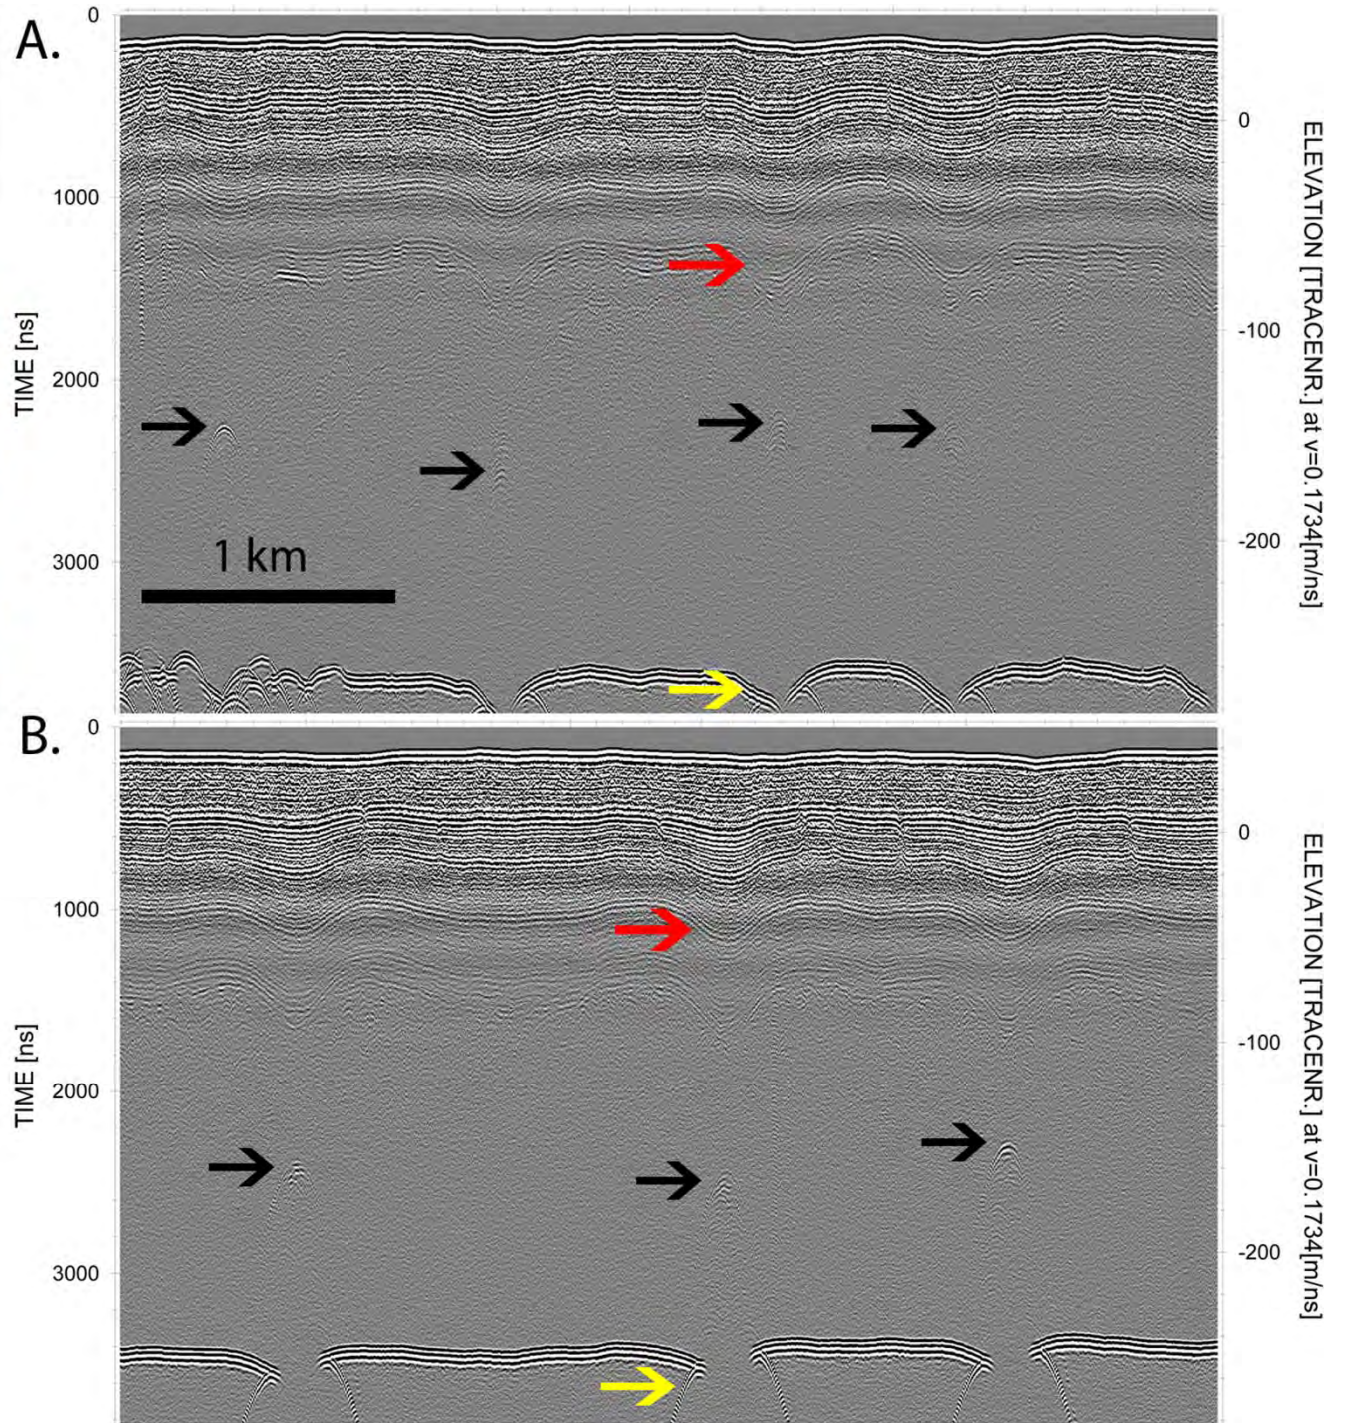 A.
0
1000
2000
3000
TIME [ns]
1 km
0
-100
-200
ELEVATION [TRACENR.] at v=0.1734[m/ns]
B.
0
1000
2000
3000
TIME [ns]
0
-100
-200
ELEVATION [TRACENR.] at v=0.1734[m/ns]